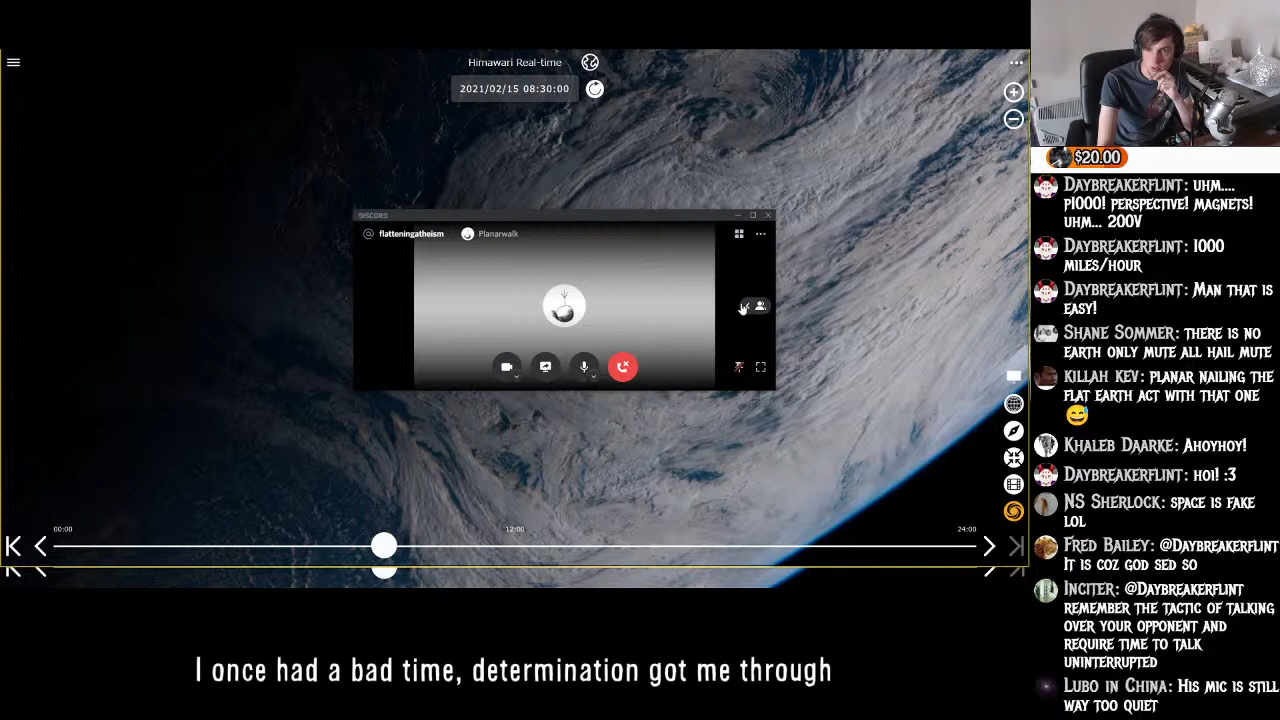 Himawari Real-time
2021/02/15 08:30:00
DISCORD
flatteningatheism
Planarwalk
00:00
12:00
24:00
I once had a bad time, determination got me through
$20.00
DAYBREAKERFLINT: UHM....
P1000! PERSPECTIVE! MAGNETS!
UHM... 200V
DAYBREAKERFLINT: 1000
MILES/HOUR
DAYBREAKERFLINT: MAN THAT IS
EASY!
SHANE SOMMER: THERE IS NO
EARTH ONLY MUTE ALL HAIL MUTE
KILLAH KEV: PLANAR NAILING THE
FLAT EARTH ACT WITH THAT ONE
😅
KHALEB DAARKE: AHOYHOY!
DAYBREAKERFLINT: HOI! :3
NS SHERLOCK: SPACE IS FAKE
LOL
FRED BAILEY: @DAYBREAKERFLINT
IT IS COZ GOD SED SO
INCITER: @DAYBREAKERFLINT
REMEMBER THE TACTIC OF TALKING
OVER YOUR OPPONENT AND
REQUIRE TIME TO TALK
UNINTERRUPTED
LUBO IN CHINA: HIS MIC IS STILL
WAY TOO QUIET